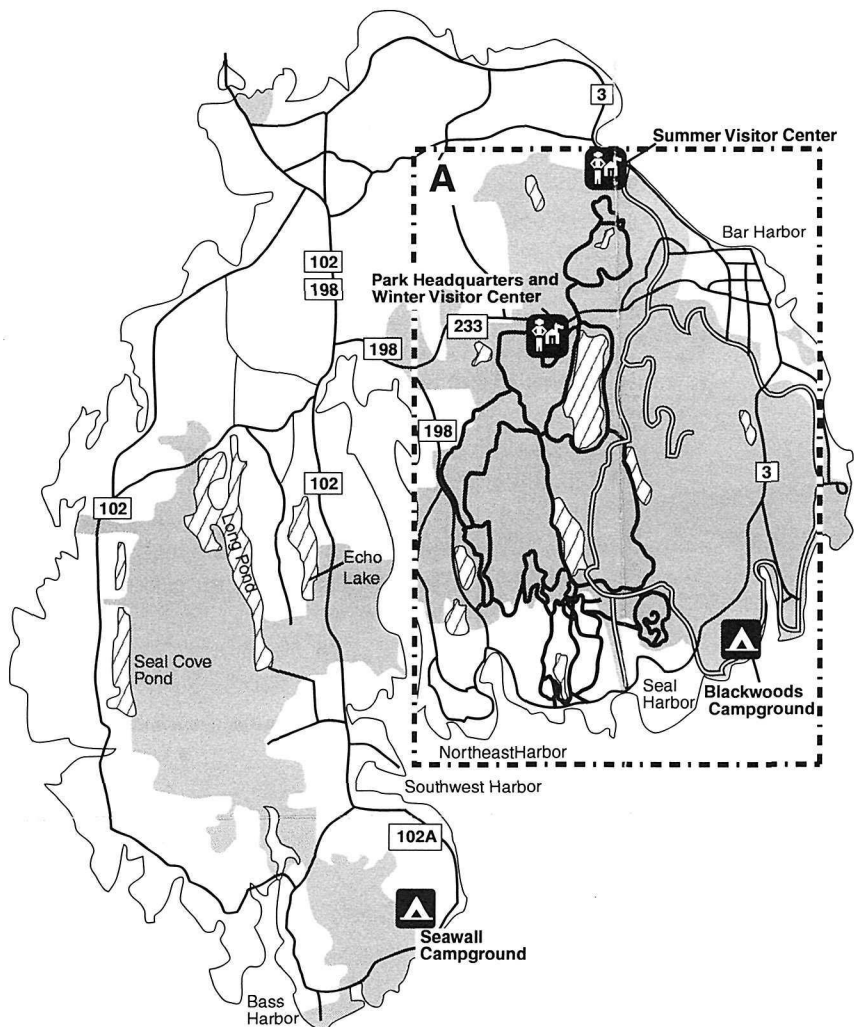 3
Summer Visitor Center
A
Bar Harbor
102
198
Park Headquarters and
Winter Visitor Center
233
198
198
3
102
102
Long Pond
Echo
Lake
Seal Cove
Pond
Seal
Harbor
Blackwoods
Campground
NortheastHarbor
Southwest Harbor
102A
Seawall
Campground
Bass
Harbor